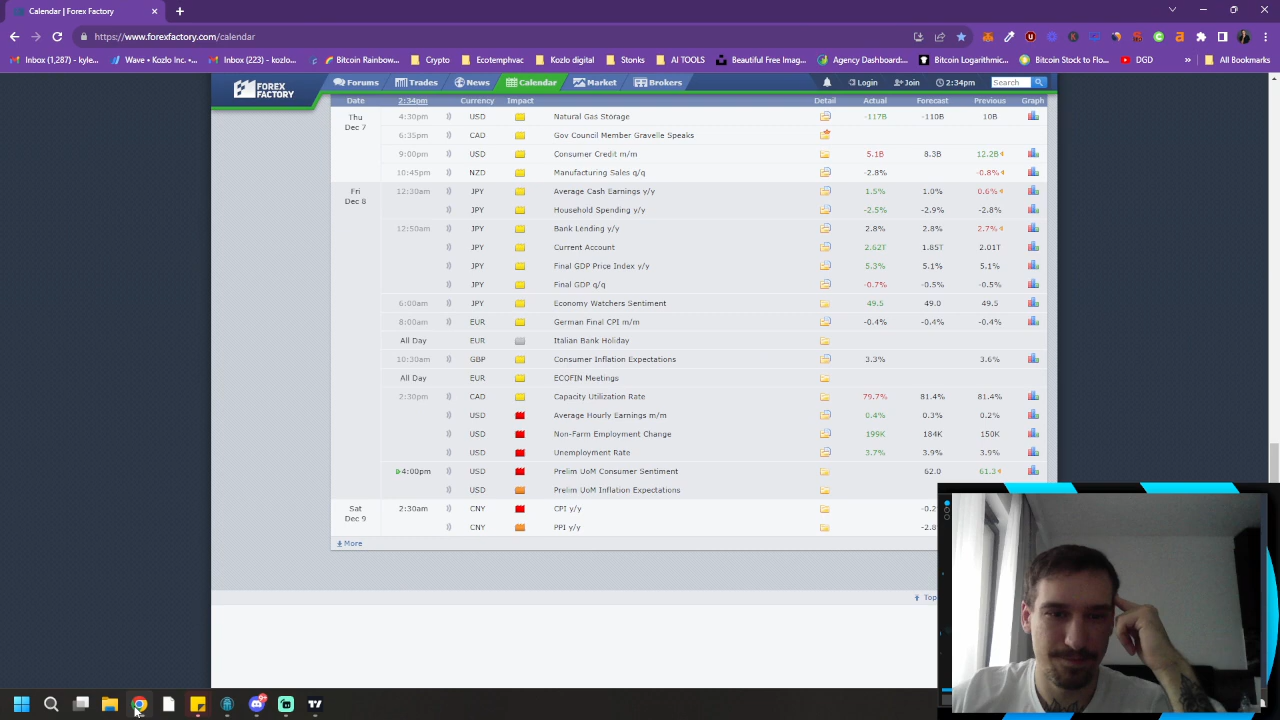 Calendar | Forex Factory
https://www.forexfactory.com/calendar
Inbox (1,287) - kyle... Wave • Kozlo Inc. D... Inbox (223) - kozlo... Bitcoin Rainbow... Crypto Ecotemphvac Kozlo digital Stonks AI TOOLS Beautiful Free Imag... Agency Dashboard... Bitcoin Logarithmic... Bitcoin Stock to Flo... DGD » All Bookmarks
FOREX FACTORY Forums Trades News Calendar Market Brokers Login Join 2:34pm Search
Date 2:34pm Currency Impact Detail Actual Forecast Previous Graph
Thu Dec 7 4:30pm USD Natural Gas Storage -117B -110B 10B
6:35pm CAD Gov Council Member Gravelle Speaks
9:00pm USD Consumer Credit m/m 5.1B 8.3B 12.2B
10:45pm NZD Manufacturing Sales q/q -2.8% -0.8%
Fri Dec 8 12:30am JPY Average Cash Earnings y/y 1.5% 1.0% 0.6%
JPY Household Spending y/y -2.5% -2.9% -2.8%
12:50am JPY Bank Lending y/y 2.8% 2.8% 2.7%
JPY Current Account 2.62T 1.85T 2.01T
JPY Final GDP Price Index y/y 5.3% 5.1% 5.1%
JPY Final GDP q/q -0.7% -0.5% -0.5%
6:00am JPY Economy Watchers Sentiment 49.5 49.0 49.5
8:00am EUR German Final CPI m/m -0.4% -0.4% -0.4%
All Day EUR Italian Bank Holiday
10:30am GBP Consumer Inflation Expectations 3.3% 3.6%
All Day EUR ECOFIN Meetings
2:30pm CAD Capacity Utilization Rate 79.7% 81.4% 81.4%
USD Average Hourly Earnings m/m 0.4% 0.3% 0.2%
USD Non-Farm Employment Change 199K 184K 150K
USD Unemployment Rate 3.7% 3.9% 3.9%
4:00pm USD Prelim UoM Consumer Sentiment 62.0 61.3
USD Prelim UoM Inflation Expectations
Sat Dec 9 2:30am CNY CPI y/y
CNY PPI y/y
More
Top